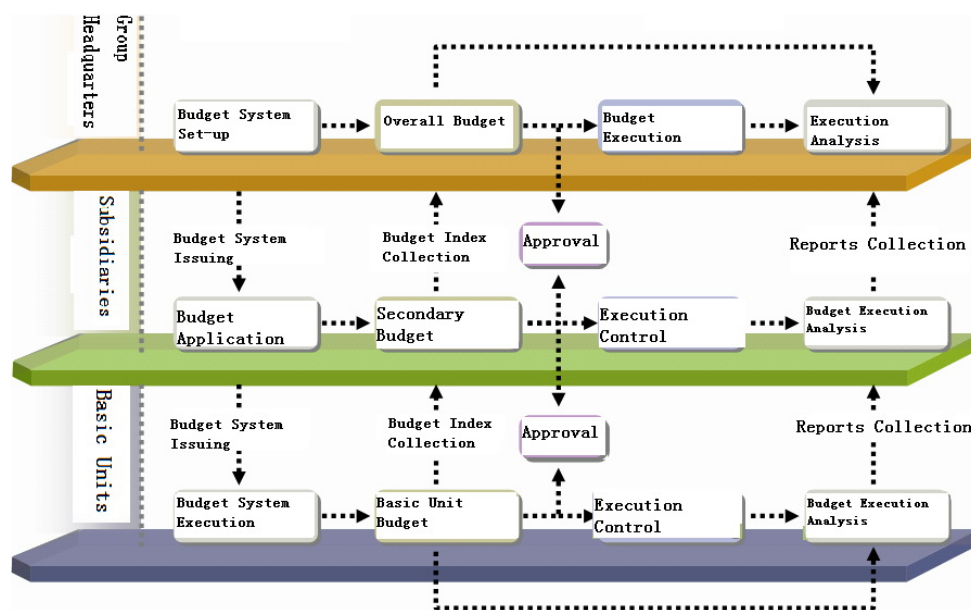 Group
Headquarters
Budget System
Set-up
Overall Budget
Budget
Execution
Execution
Analysis
Subsidiaries
Budget System
Issuing
Budget Index
Collection
Approval
Reports Collection
Budget
Application
Secondary
Budget
Execution
Control
Budget Execution
Analysis
Basic Units
Budget System
Issuing
Budget Index
Collection
Approval
Reports Collection
Budget System
Execution
Basic Unit
Budget
Execution
Control
Budget Execution
Analysis